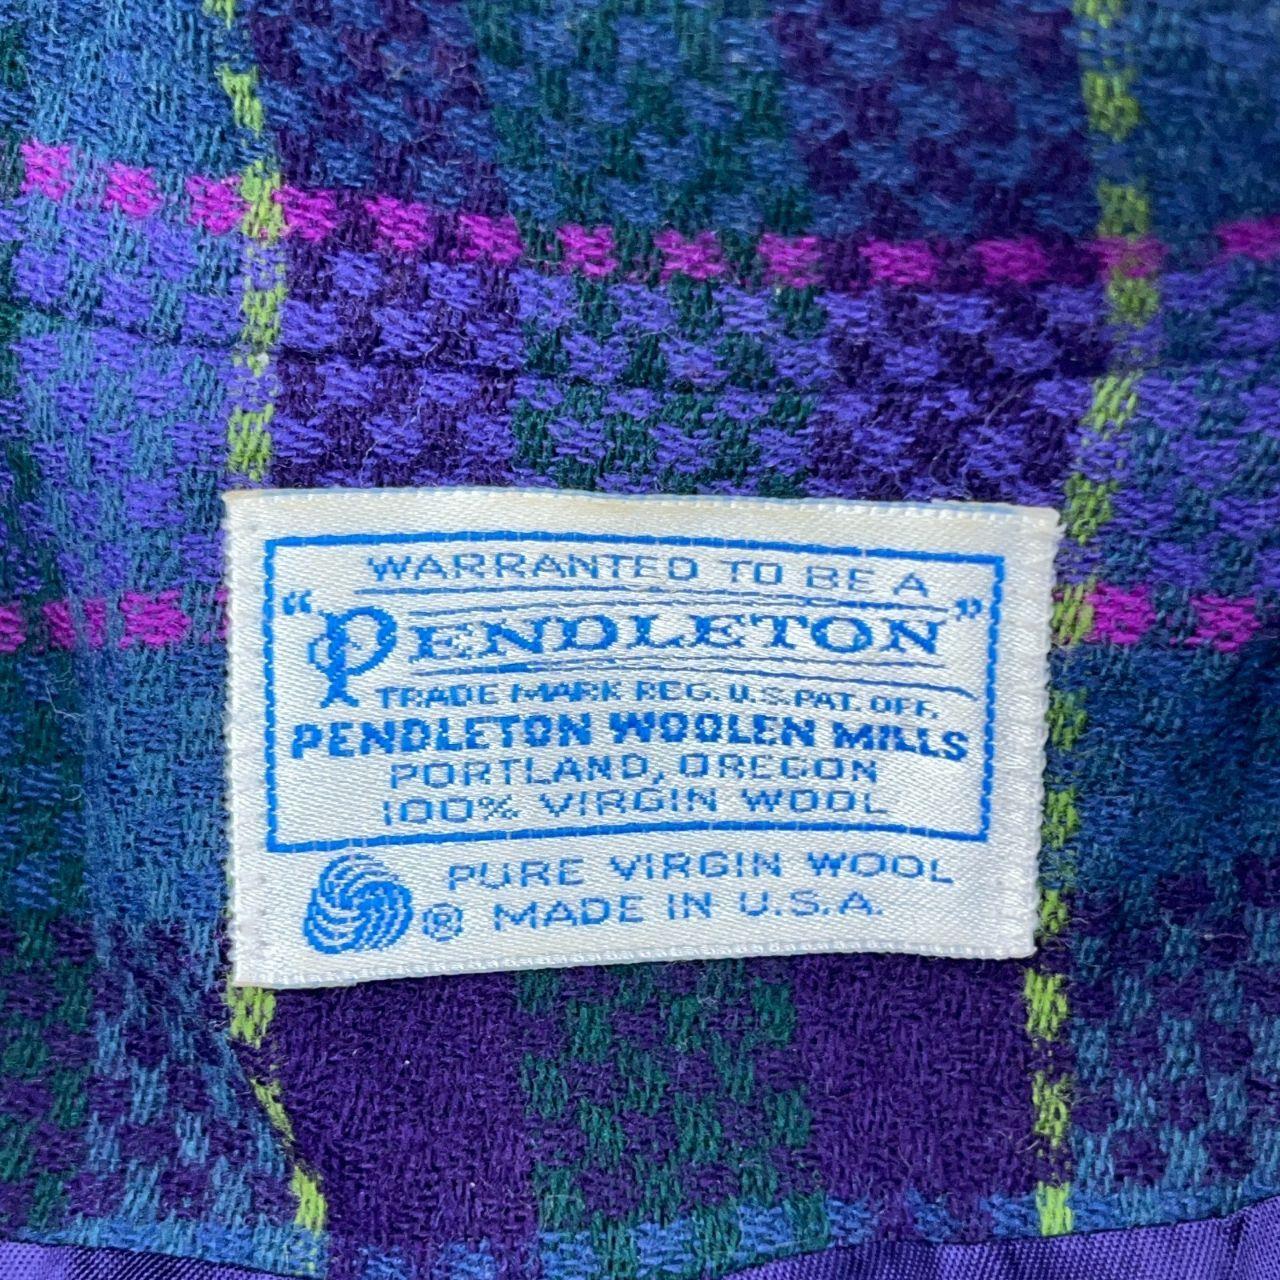 WARRANTED TO BE A
"PENDLETON"
TRADE MARK REG. U.S. PAT. OFF.
PENDLETON WOOLEN MILLS
PORTLAND, OREGON
100% VIRGIN WOOL
PURE VIRGIN WOOL
® MADE IN U.S.A.